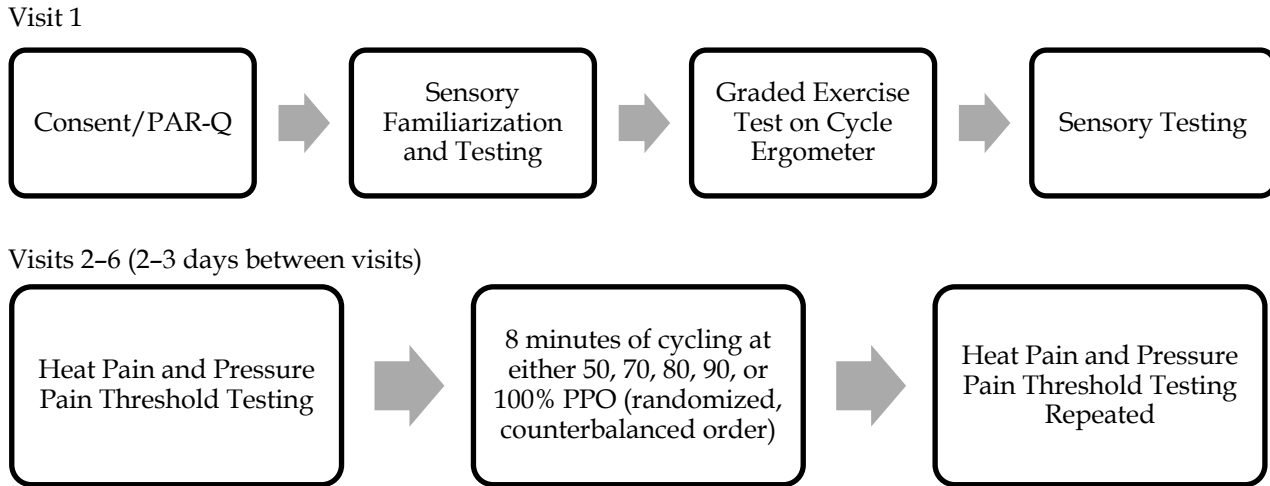 Visit 1
Consent/PAR-Q
Sensory
Familiarization
and Testing
Graded Exercise
Test on Cycle
Ergometer
Sensory Testing
Visits 2–6 (2–3 days between visits)
Heat Pain and Pressure
Pain Threshold Testing
8 minutes of cycling at
either 50, 70, 80, 90, or
100% PPO (randomized,
counterbalanced order)
Heat Pain and Pressure
Pain Threshold Testing
Repeated